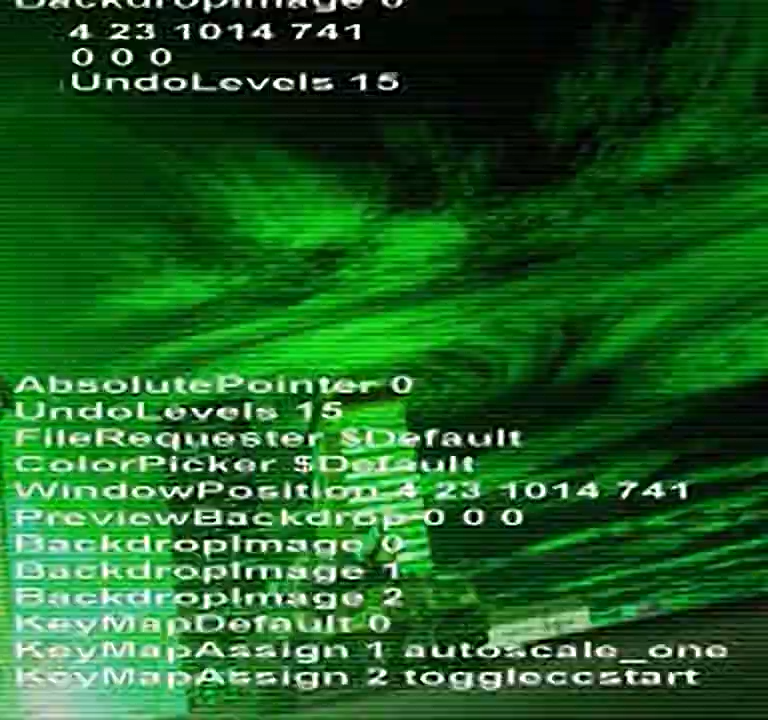 BackdropImage 0
4 23 1014 741
0 0 0
UndoLevels 15
AbsolutePointer 0
UndoLevels 15
FileRequester $Default
ColorPicker $Default
WindowPosition 4 23 1014 741
PreviewBackdrop 0 0 0
BackdropImage 0
BackdropImage 1
BackdropImage 2
KeyMapDefault 0
KeyMapAssign 1 autoscale_one
KeyMapAssign 2 toggleccstart